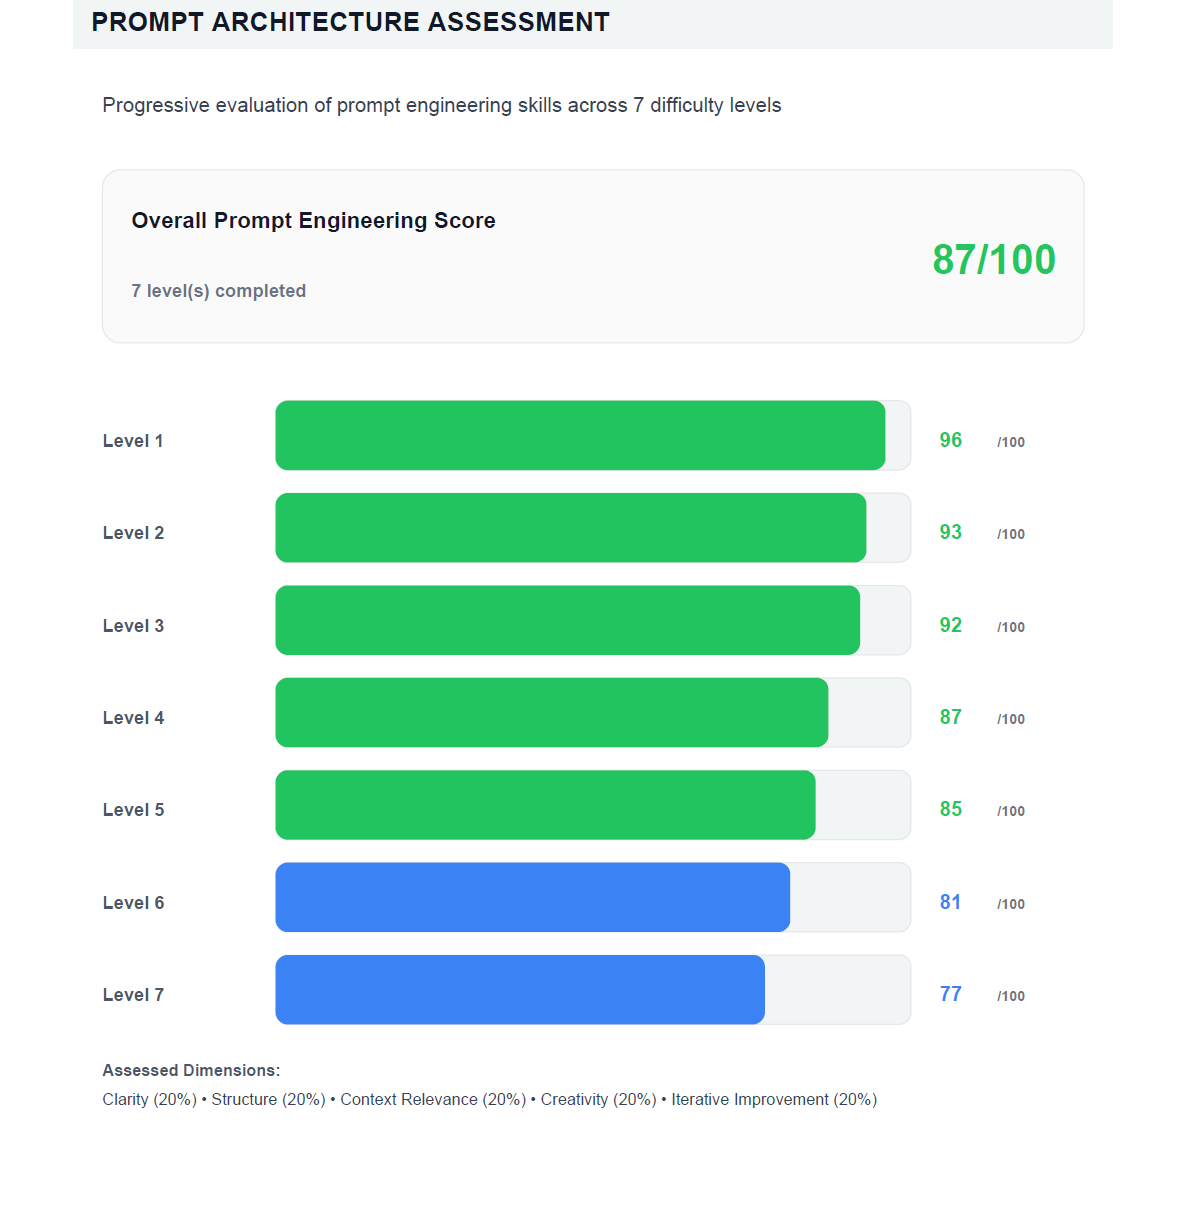 PROMPT ARCHITECTURE ASSESSMENT
Progressive evaluation of prompt engineering skills across 7 difficulty levels
Overall Prompt Engineering Score
87/100
7 level(s) completed
Level 1 96 /100
Level 2 93 /100
Level 3 92 /100
Level 4 87 /100
Level 5 85 /100
Level 6 81 /100
Level 7 77 /100
Assessed Dimensions:
Clarity (20%) • Structure (20%) • Context Relevance (20%) • Creativity (20%) • Iterative Improvement (20%)